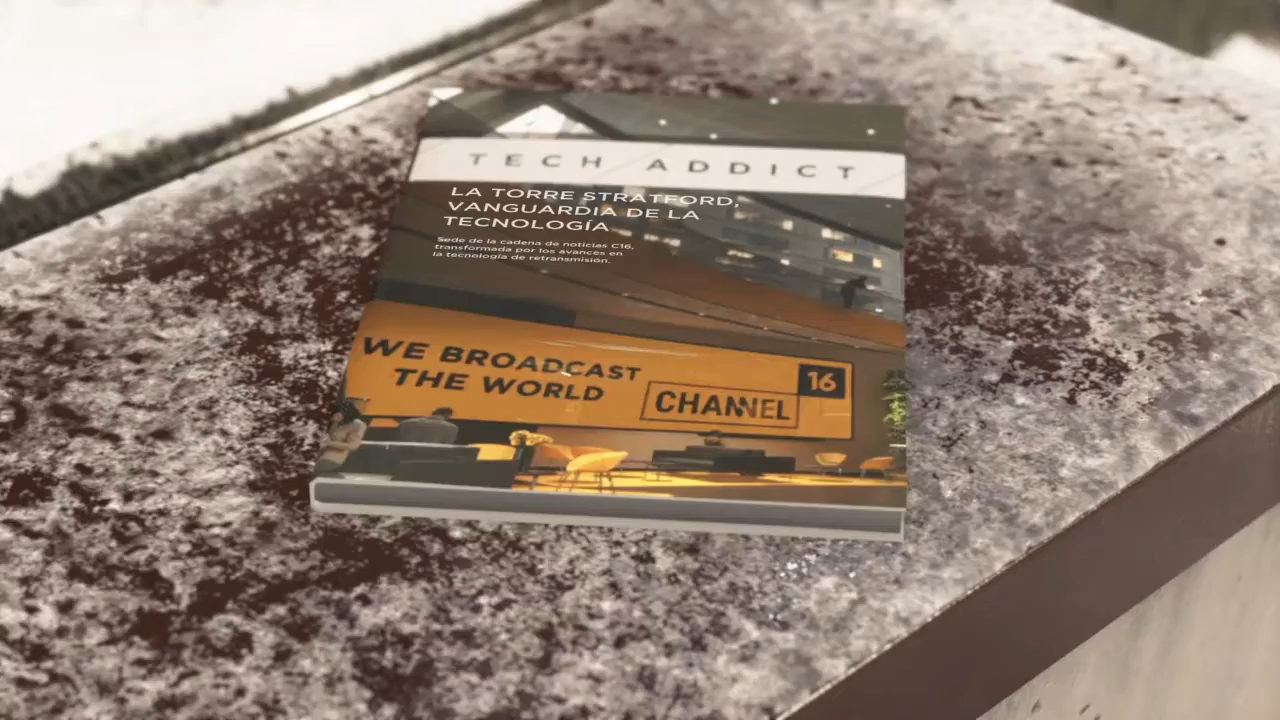 TECH ADDICT
LA TORRE STRATFORD,
VANGUARDIA DE LA
TECNOLOGÍA
Sede de la cadena de noticias C16,
transformada por los avances en
la tecnología de retransmisión.
WE BROADCAST
THE WORLD
16
CHANNEL